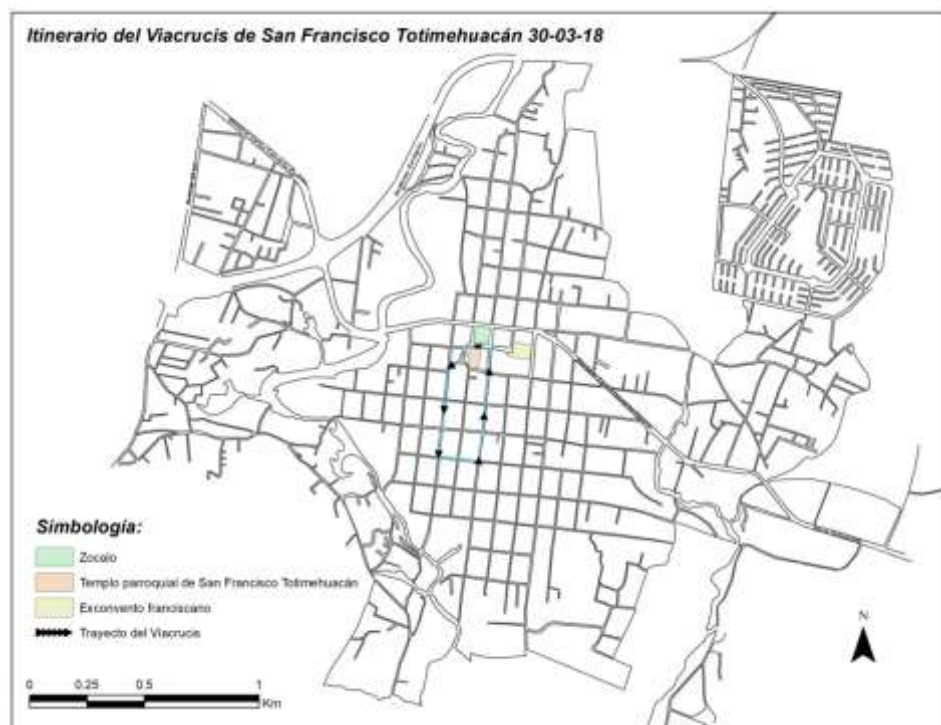 Itinerario del Viacrucis de San Francisco Totimehuacán 30-03-18
Simbología:
Zocalo
Templo parroquial de San Francisco Totimehuacán
Exconvento franciscano
Trayecto del Viacrucis
N
0 0.25 0.5 1
Km